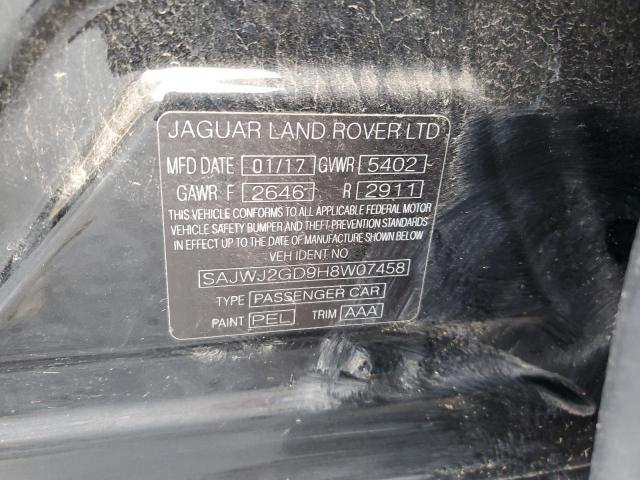 JAGUAR LAND ROVER LTD
MFD DATE 01/17 GVWR 5402
GAWR F 2646 R 2911
THIS VEHICLE CONFORMS TO ALL APPLICABLE FEDERAL MOTOR
VEHICLE SAFETY BUMPER AND THEFT PREVENTION STANDARDS
IN EFFECT UP TO THE DATE OF MANUFACTURE SHOWN BELOW
VEH IDENT NO
SAJWJ2GD9H8W07458
TYPE PASSENGER CAR
PAINT PEL TRIM AAA